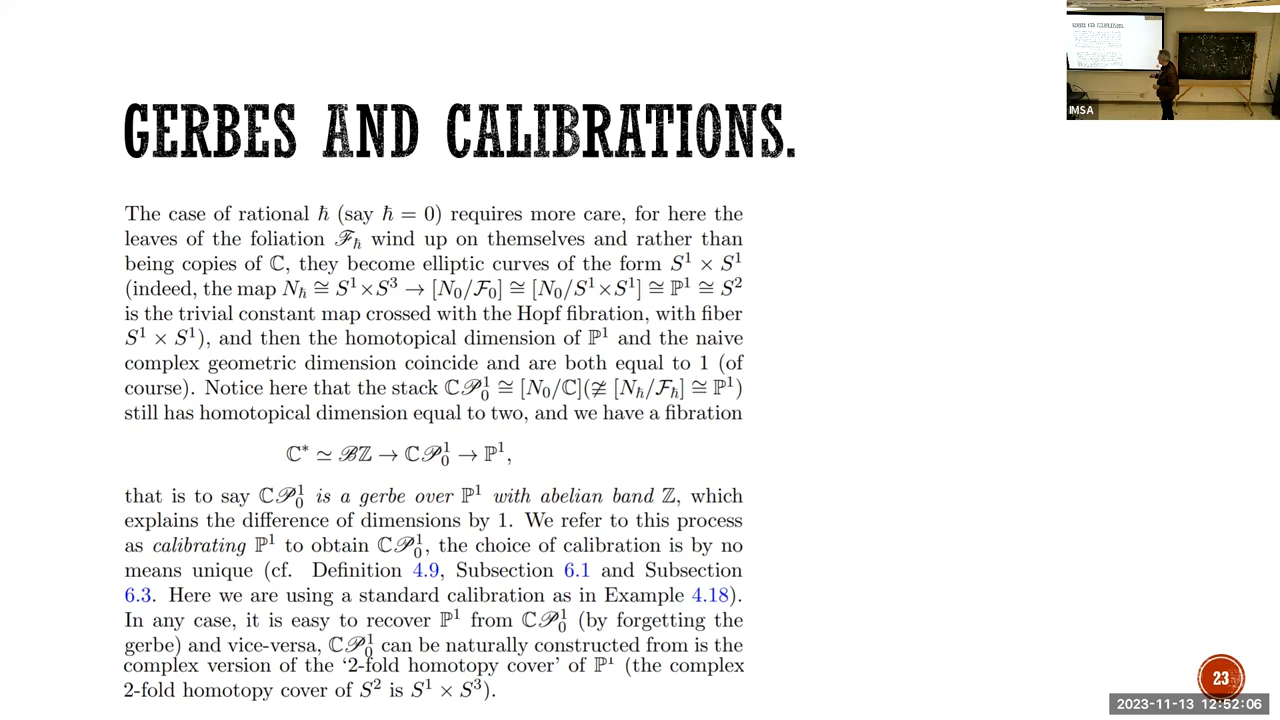 GERBES AND CALIBRATIONS.
The case of rational ℏ (say ℏ = 0) requires more care, for here the
leaves of the foliation ℱ_ℏ wind up on themselves and rather than
being copies of ℂ, they become elliptic curves of the form S¹ × S¹
(indeed, the map N_ℏ ≅ S¹×S³ → [N₀/ℱ₀] ≅ [N₀/S¹×S¹] ≅ ℙ¹ ≅ S²
is the trivial constant map crossed with the Hopf fibration, with fiber
S¹ × S¹), and then the homotopical dimension of ℙ¹ and the naive
complex geometric dimension coincide and are both equal to 1 (of
course). Notice here that the stack ℂ𝒫¹₀ ≅ [N₀/ℂ](≇ [N_ℏ/ℱ_ℏ] ≅ ℙ¹)
still has homotopical dimension equal to two, and we have a fibration
ℂ* ≃ ℬℤ → ℂ𝒫¹₀ → ℙ¹,
that is to say ℂ𝒫¹₀ is a gerbe over ℙ¹ with abelian band ℤ, which
explains the difference of dimensions by 1. We refer to this process
as calibrating ℙ¹ to obtain ℂ𝒫¹₀, the choice of calibration is by no
means unique (cf. Definition 4.9, Subsection 6.1 and Subsection
6.3. Here we are using a standard calibration as in Example 4.18).
In any case, it is easy to recover ℙ¹ from ℂ𝒫¹₀ (by forgetting the
gerbe) and vice-versa, ℂ𝒫¹₀ can be naturally constructed from is the
complex version of the ‘2-fold homotopy cover’ of ℙ¹ (the complex
2-fold homotopy cover of S² is S¹ × S³).
IMSA
23
2023-11-13 12:52:06